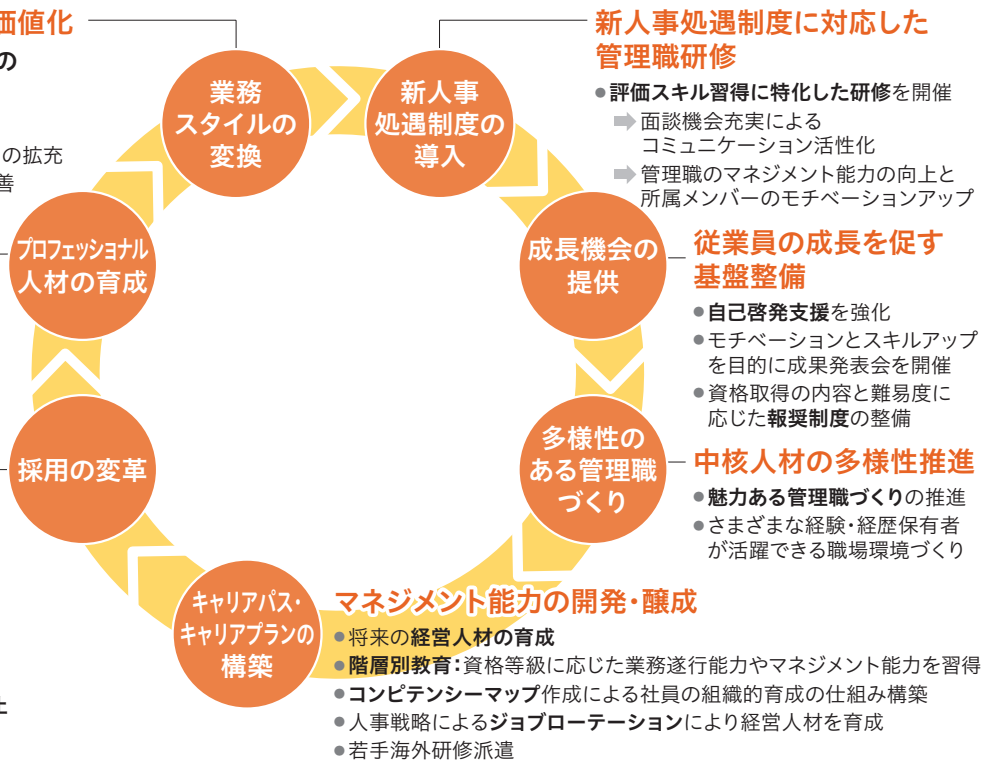 価値化
の
の拡充
善
業務
スタイルの
変換
新人事
処遇制度の
導入
成長機会の
提供
多様性の
ある管理職
づくり
キャリアパス・
キャリアプランの
構築
採用の変革
プロフェッショナル
人材の育成
新人事処遇制度に対応した
管理職研修
●評価スキル習得に特化した研修を開催
➡面談機会充実による
コミュニケーション活性化
➡管理職のマネジメント能力の向上と
所属メンバーのモチベーションアップ
従業員の成長を促す
基盤整備
●自己啓発支援を強化
●モチベーションとスキルアップ
を目的に成果発表会を開催
●資格取得の内容と難易度に
応じた報奨制度の整備
中核人材の多様性推進
●魅力ある管理職づくりの推進
●さまざまな経験・経歴保有者
が活躍できる職場環境づくり
マネジメント能力の開発・醸成
●将来の経営人材の育成
●階層別教育：資格等級に応じた業務遂行能力やマネジメント能力を習得
●コンピテンシーマップ作成による社員の組織的育成の仕組み構築
●人事戦略によるジョブローテーションにより経営人材を育成
●若手海外研修派遣